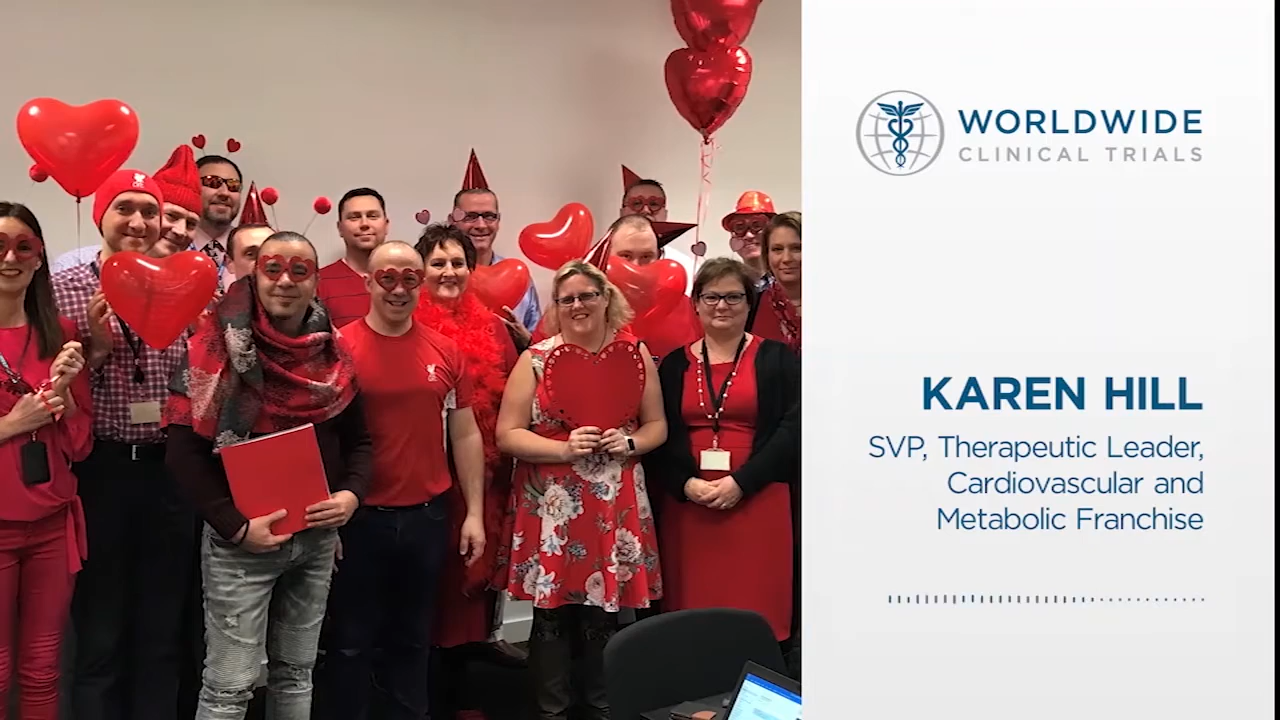 WORLDWIDE
CLINICAL TRIALS
KAREN HILL
SVP, Therapeutic Leader,
Cardiovascular and
Metabolic Franchise